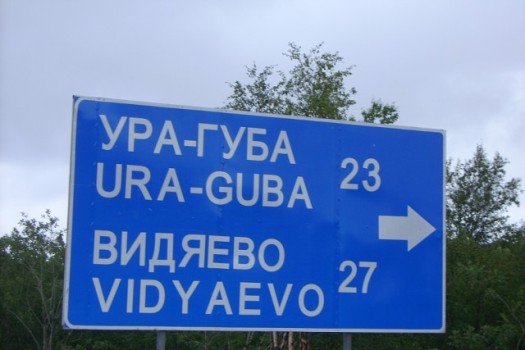 УРА-ГУБА
URA-GUBA 23
ВИДЯЕВО
VIDYAEVO 27